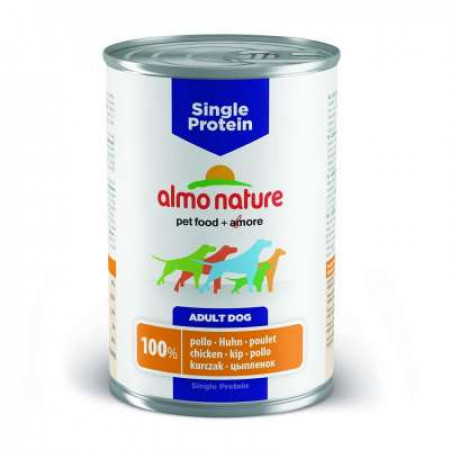 Single
Protein
almo nature
pet food + amore
ADULT DOG
100%
pollo • Huhn • poulet
chicken • kip • pollo
kurczak • цыпленок
Single Protein